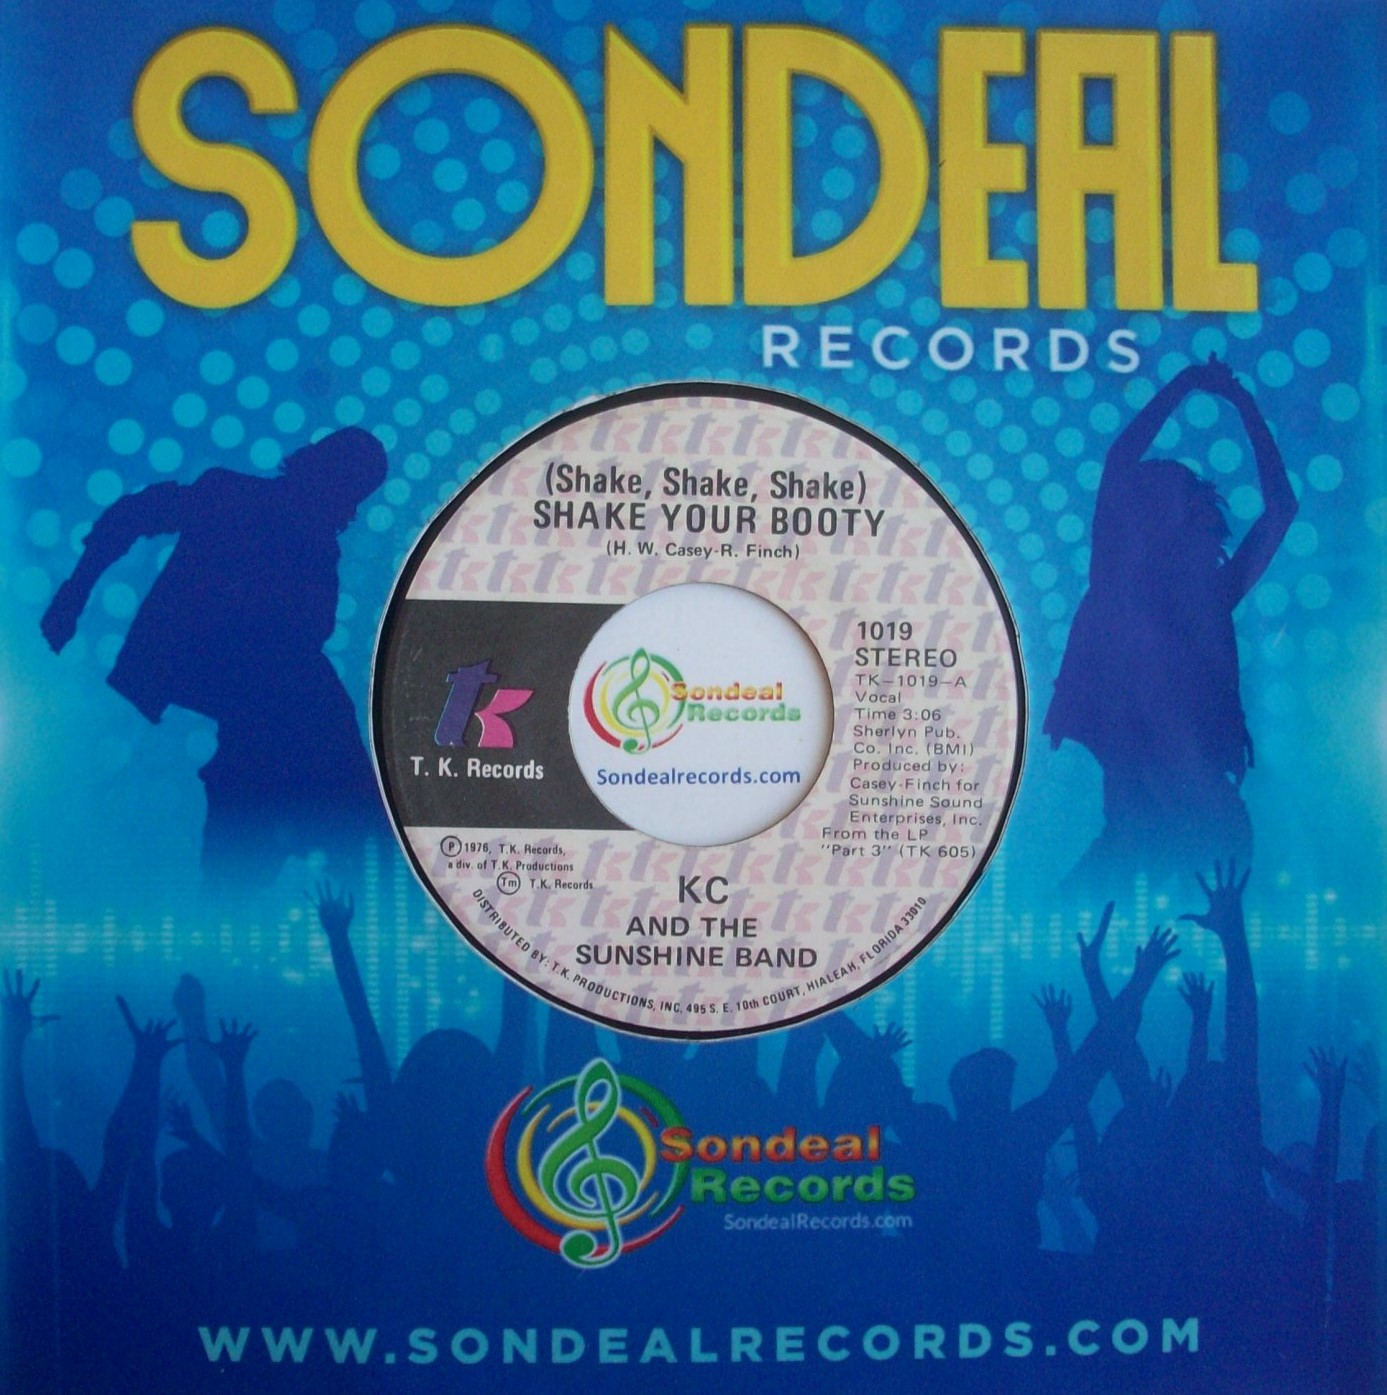 SONDEAL
RECORDS
(Shake, Shake, Shake)
SHAKE YOUR BOOTY
(H. W. Casey-R. Finch)
tk
T. K. Records
Sondeal
Records
Sondealrecords.com
1019
STEREO
TK-1019-A
Vocal
Time 3:06
Sherlyn Pub.
Co. Inc. (BMI)
Produced by:
Casey-Finch for
Sunshine Sound
Enterprises, Inc.
From the LP
"Part 3" (TK 605)
Ⓟ 1976, T.K. Records,
a div. of T. K. Productions
Tm T.K. Records
KC
AND THE
SUNSHINE BAND
DISTRIBUTED BY: T.K. PRODUCTIONS, INC. 495 S. E. 10th COURT, HIALEAH, FLORIDA 33010
Sondeal
Records
SondealRecords.com
WWW.SONDEALRECORDS.COM